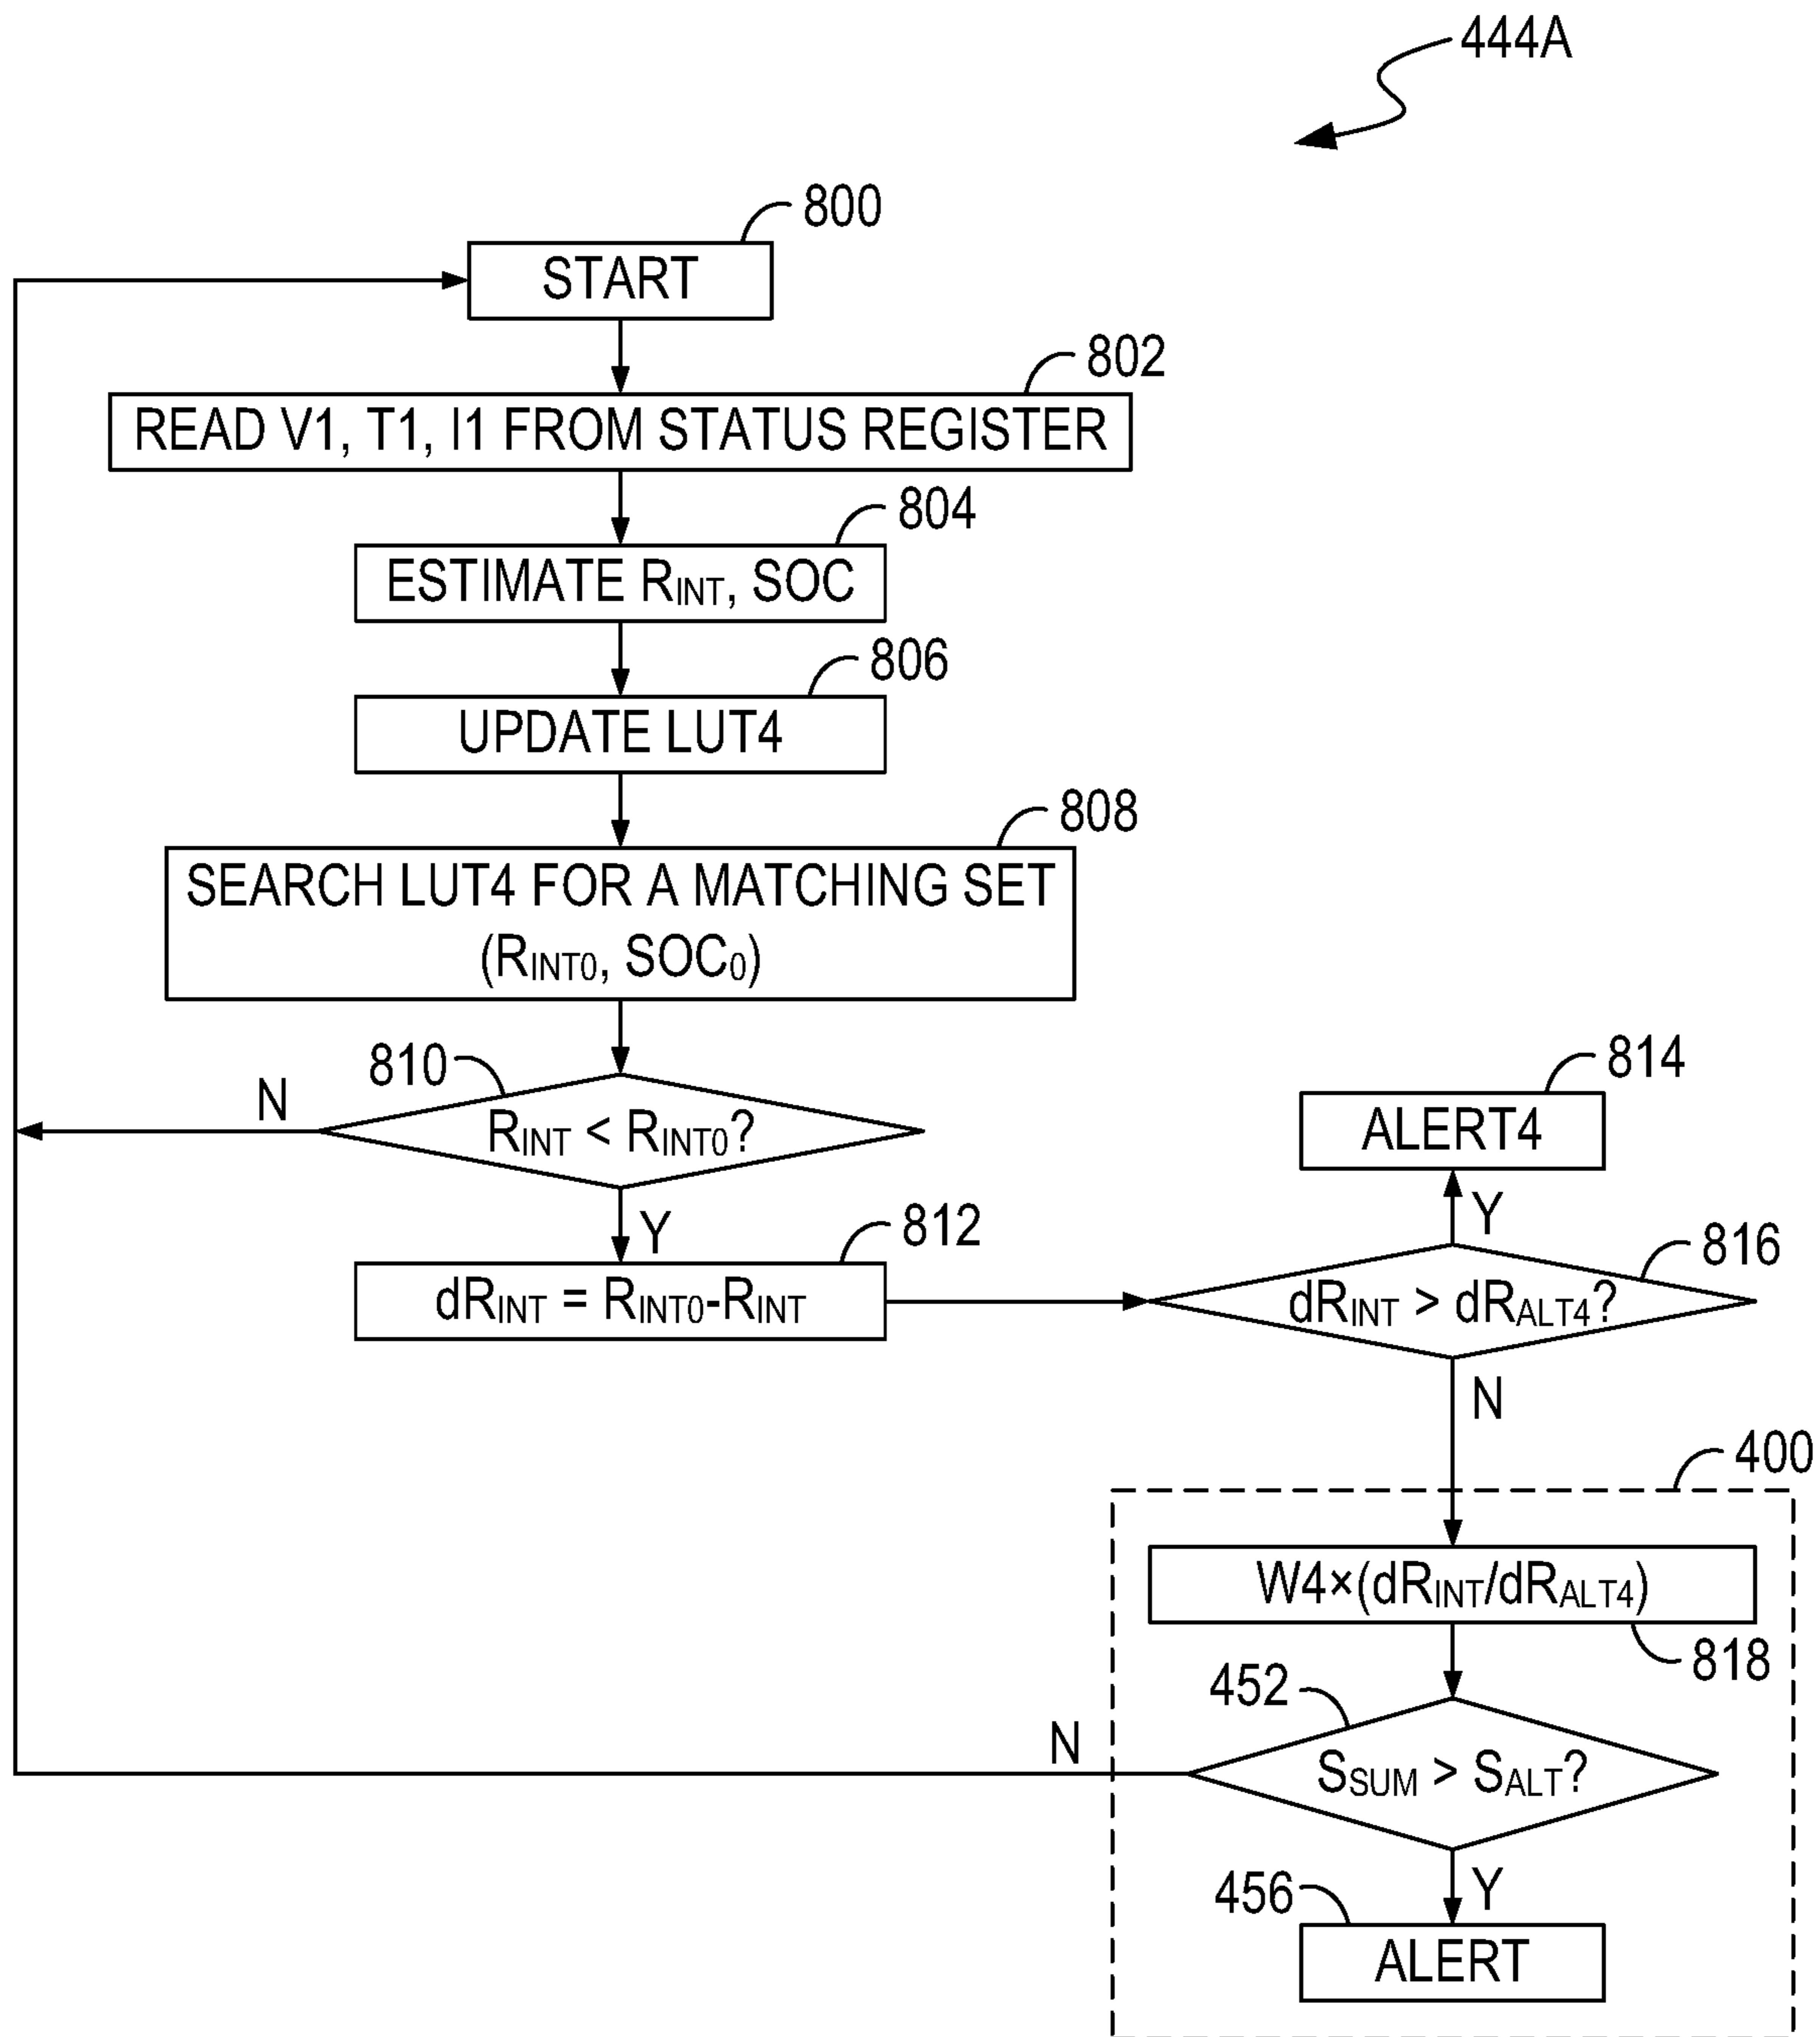 444A
800
START
802
READ V1, T1, I1 FROM STATUS REGISTER
804
ESTIMATE RINT, SOC
806
UPDATE LUT4
808
SEARCH LUT4 FOR A MATCHING SET
(RINT0, SOC0)
810
N
RINT < RINT0?
Y
812
dRINT = RINT0-RINT
814
ALERT4
Y
816
dRINT > dRALT4?
N
400
W4×(dRINT/dRALT4)
818
452
N
SSUM > SALT?
Y
456
ALERT